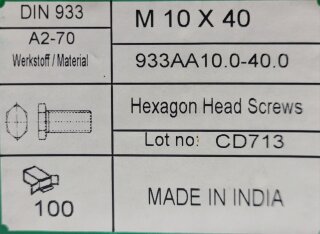 DIN 933
M 10 X 40
A2-70
Werkstoff / Material
933AA10.0-40.0
Hexagon Head Screws
Lot no: CD713
100
MADE IN INDIA